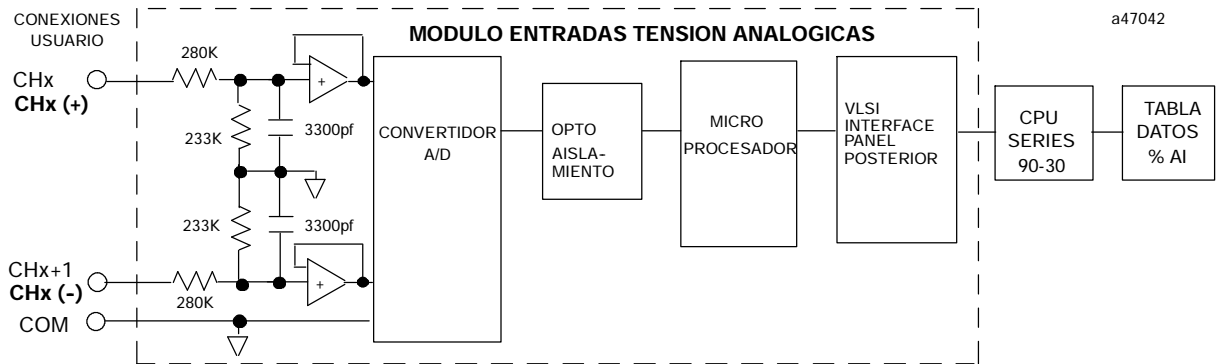 CONEXIONES
USUARIO
MODULO ENTRADAS TENSION ANALOGICAS
a47042
280K
CHx
CHx (+)
+
233K
3300pf
CONVERTIDOR
A/D
OPTO
AISLA-
MIENTO
MICRO
PROCESADOR
VLSI
INTERFACE
PANEL
POSTERIOR
CPU
SERIES
90-30
TABLA
DATOS
% AI
233K
3300pf
CHx+1
CHx (-)
280K
+
COM